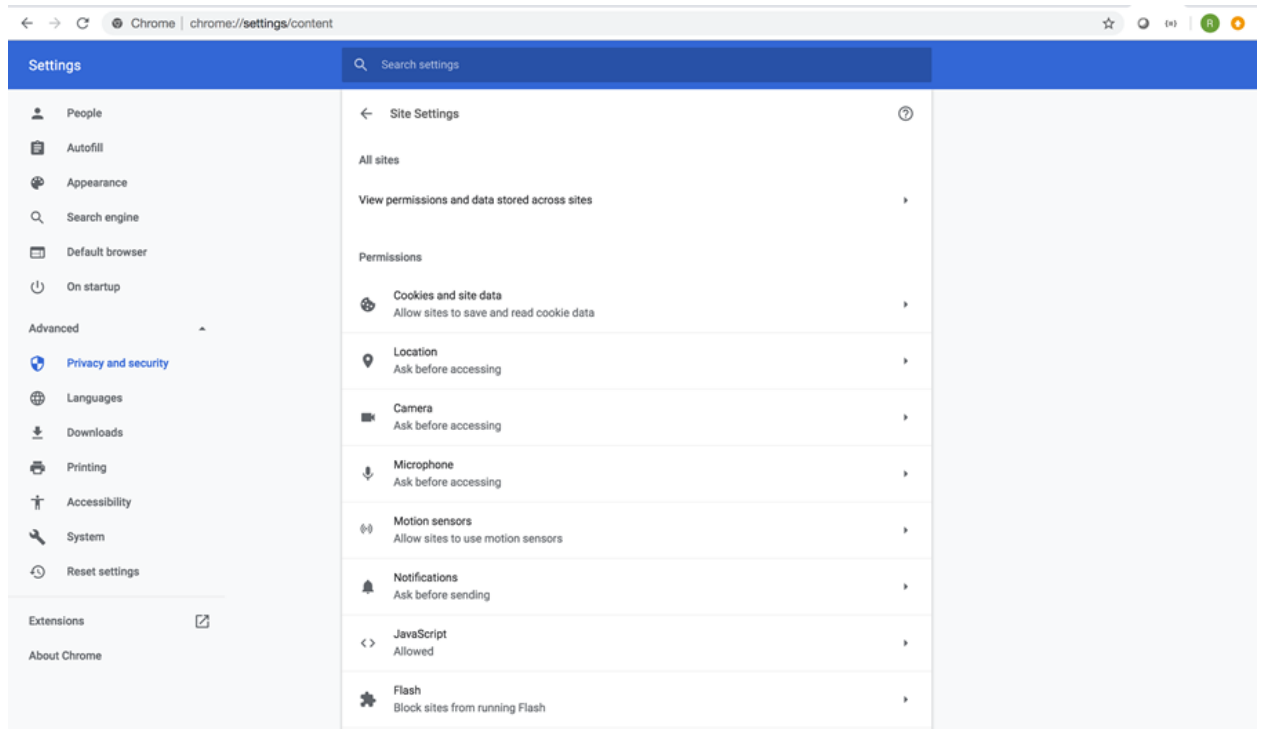 Chrome | chrome://settings/content
R
Settings
Search settings
People
Autofill
Appearance
Search engine
Default browser
On startup
Advanced
Privacy and security
Languages
Downloads
Printing
Accessibility
System
Reset settings
Extensions
About Chrome
Site Settings
All sites
View permissions and data stored across sites
Permissions
Cookies and site data
Allow sites to save and read cookie data
Location
Ask before accessing
Camera
Ask before accessing
Microphone
Ask before accessing
Motion sensors
Allow sites to use motion sensors
Notifications
Ask before sending
JavaScript
Allowed
Flash
Block sites from running Flash